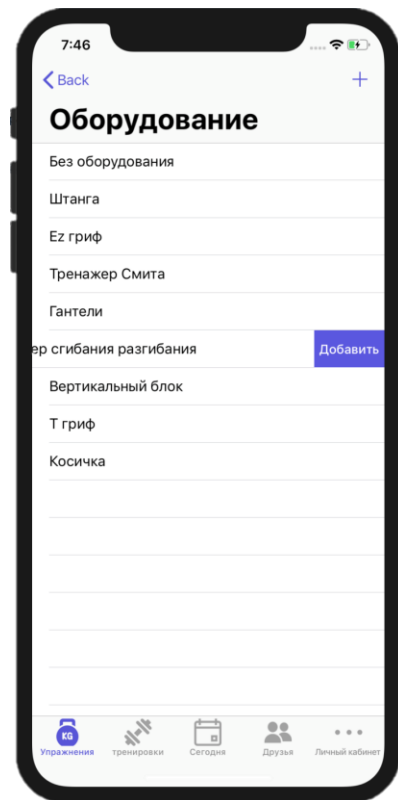 7:46
Back
Оборудование
Без оборудования
Штанга
Ez гриф
Тренажер Смита
Гантели
ер сгибания разгибания Добавить
Вертикальный блок
Т гриф
Косичка
KG
Упражнения тренировки Сегодня Друзья Личный кабинет